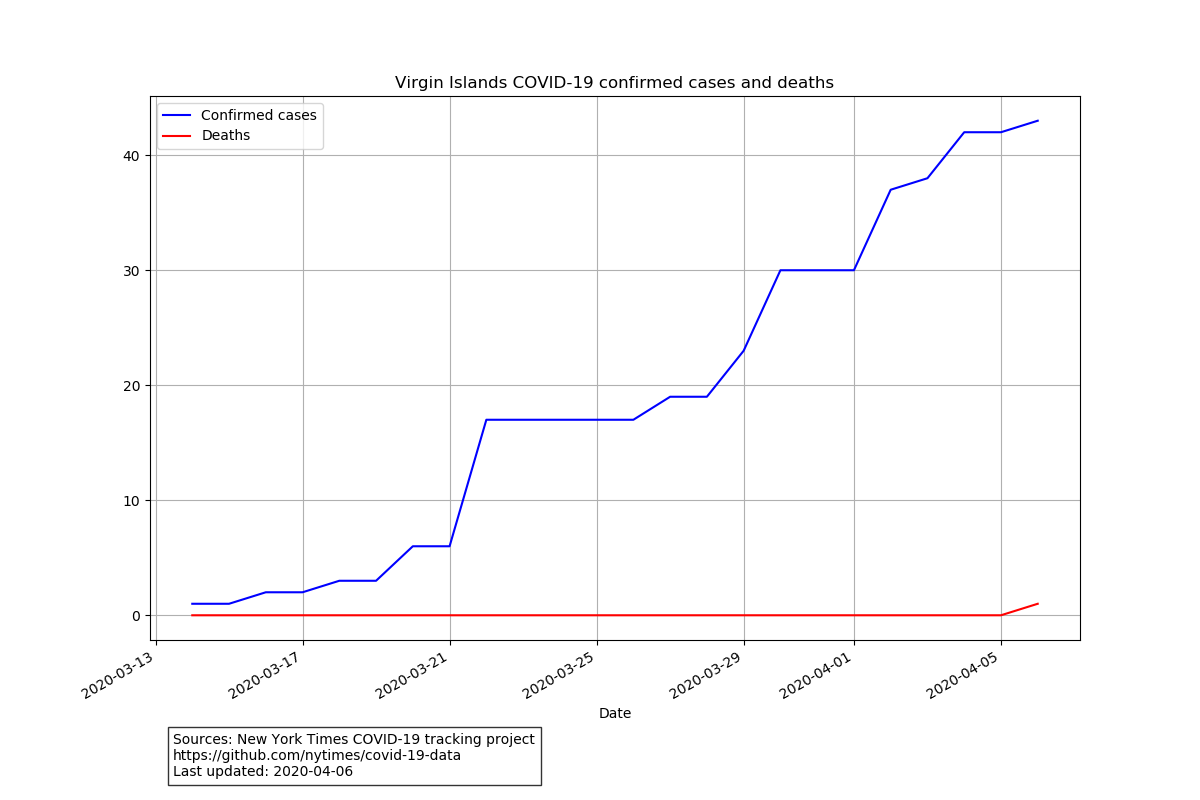 Virgin Islands COVID-19 confirmed cases and deaths
Confirmed cases
Deaths
40
30
20
10
0
2020-03-13
2020-03-17
2020-03-21
2020-03-25
2020-03-29
2020-04-01
2020-04-05
Date
Sources: New York Times COVID-19 tracking project
https://github.com/nytimes/covid-19-data
Last updated: 2020-04-06